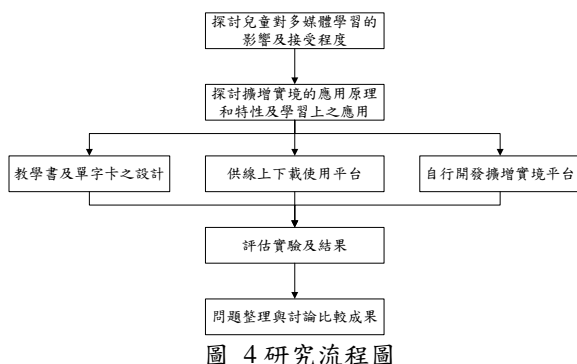 探討兒童對多媒體學習的
影響及接受程度
探討擴增實境的應用原理
和特性及學習上之應用
教學書及單字卡之設計
供線上下載使用平台
自行開發擴增實境平台
評估實驗及結果
問題整理與討論比較成果
圖 4 研究流程圖